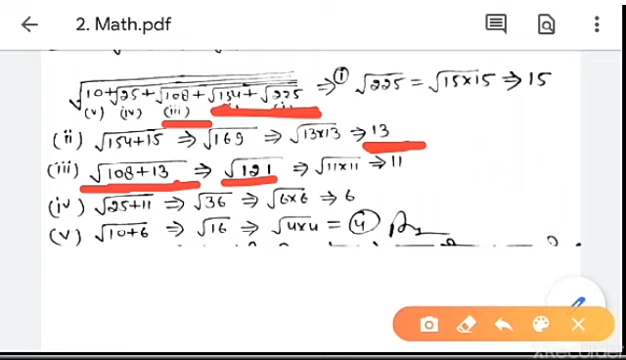 2. Math.pdf
√10+√25+√108+√154+√225 ⇒ (i) √225 = √15×15 ⇒ 15
(v) (iv) (iii)
(ii) √154+15 ⇒ √169 ⇒ √13×13 ⇒ 13
(iii) √108+13 ⇒ √121 ⇒ √11×11 ⇒ 11
(iv) √25+11 ⇒ √36 ⇒ √6×6 ⇒ 6
(v) √10+6 ⇒ √16 ⇒ √4×4 = 4
XRECORDER